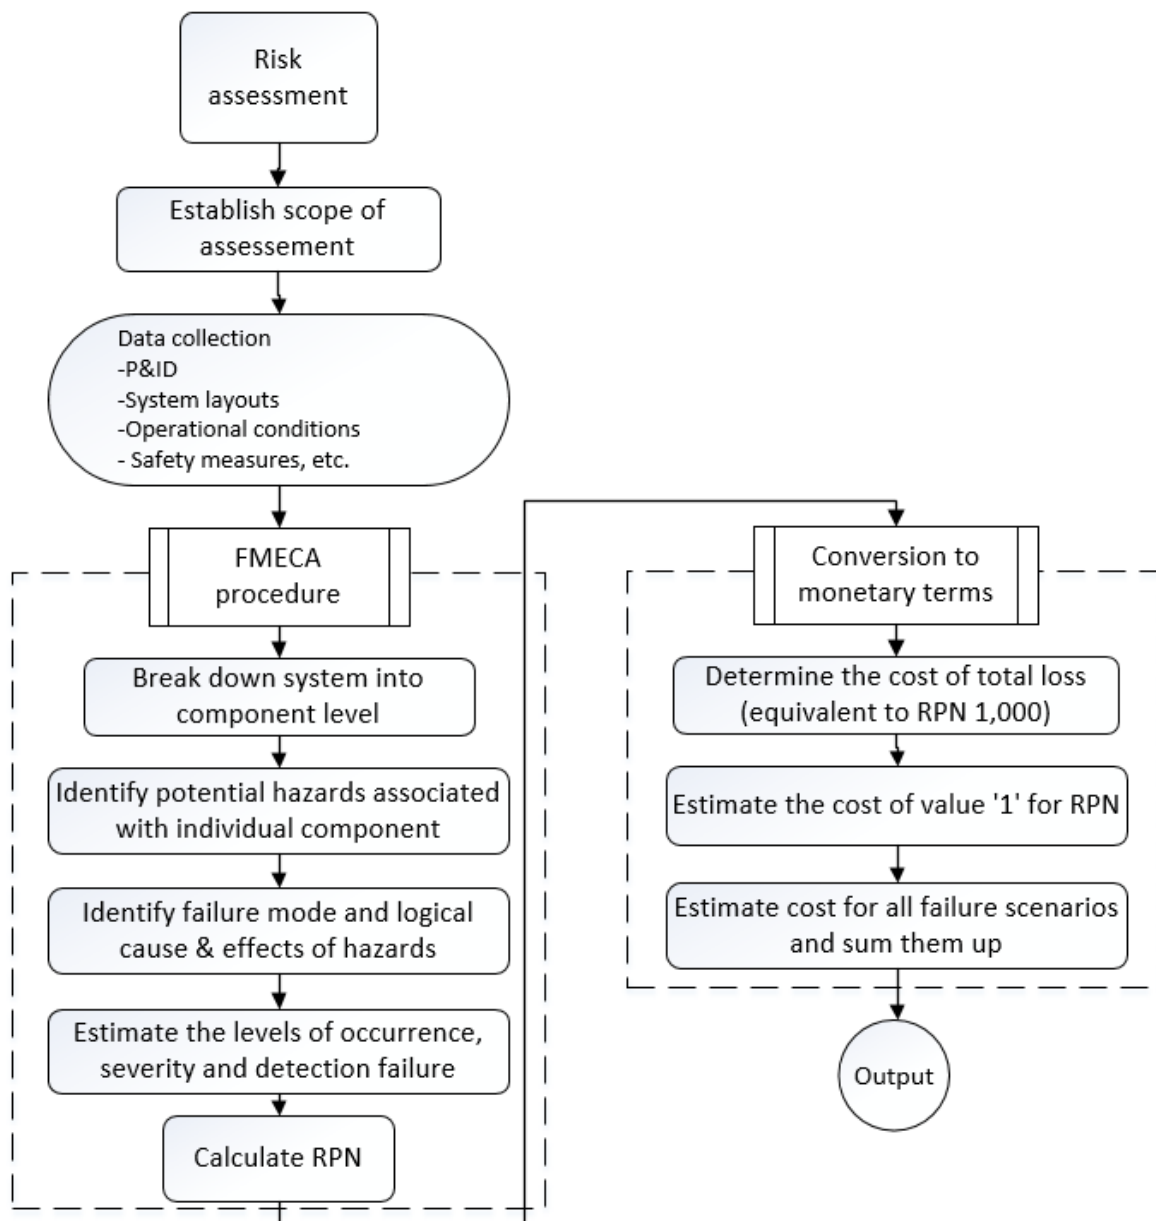 Risk
assessment
Establish scope of
assessement
Data collection
-P&ID
-System layouts
-Operational conditions
- Safety measures, etc.
FMECA
procedure
Break down system into
component level
Identify potential hazards associated
with individual component
Identify failure mode and logical
cause & effects of hazards
Estimate the levels of occurrence,
severity and detection failure
Calculate RPN
Conversion to
monetary terms
Determine the cost of total loss
(equivalent to RPN 1,000)
Estimate the cost of value '1' for RPN
Estimate cost for all failure scenarios
and sum them up
Output